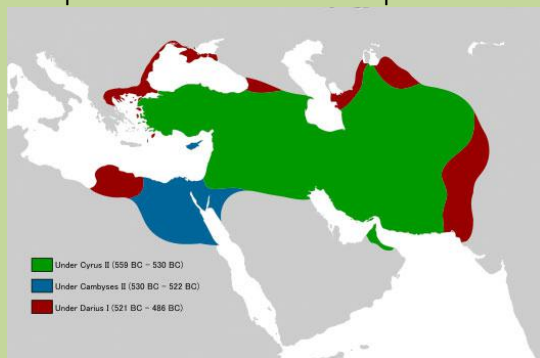 Under Cyrus II (559 BC - 530 BC)
Under Cambyses II (530 BC - 522 BC)
Under Darius I (521 BC - 486 BC)